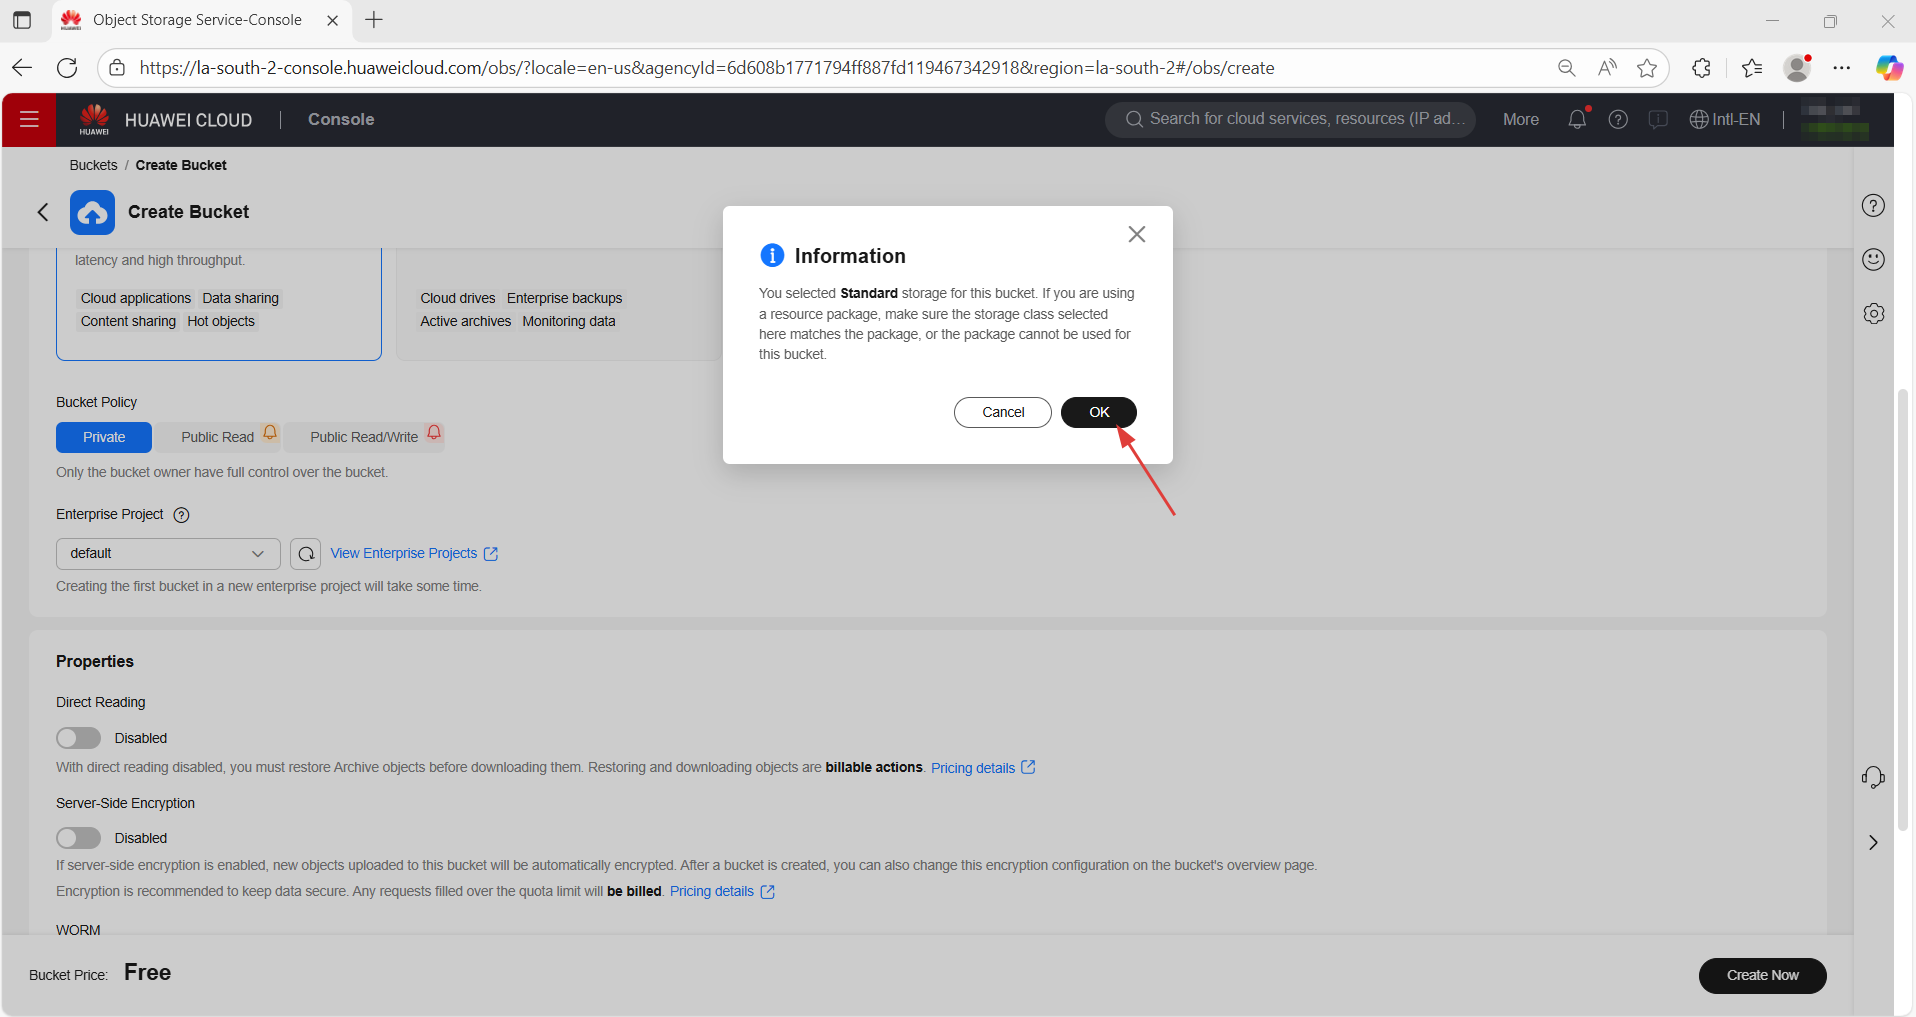 Object Storage Service-Console
https://la-south-2-console.huaweicloud.com/obs/?locale=en-us&agencyId=6d608b1771794ff887fd119467342918&region=la-south-2#/obs/create
HUAWEI
HUAWEI CLOUD
Console
Search for cloud services, resources (IP ad...
More
Intl-EN
Buckets / Create Bucket
Create Bucket
latency and high throughput.
Cloud applications Data sharing
Content sharing Hot objects
Cloud drives Enterprise backups
Active archives Monitoring data
Information
You selected Standard storage for this bucket. If you are using
a resource package, make sure the storage class selected
here matches the package, or the package cannot be used for
this bucket.
Cancel
OK
Bucket Policy
Private
Public Read
Public Read/Write
Only the bucket owner have full control over the bucket.
Enterprise Project
default
View Enterprise Projects
Creating the first bucket in a new enterprise project will take some time.
Properties
Direct Reading
Disabled
With direct reading disabled, you must restore Archive objects before downloading them. Restoring and downloading objects are billable actions. Pricing details
Server-Side Encryption
Disabled
If server-side encryption is enabled, new objects uploaded to this bucket will be automatically encrypted. After a bucket is created, you can also change this encryption configuration on the bucket's overview page.
Encryption is recommended to keep data secure. Any requests filled over the quota limit will be billed. Pricing details
WORM
Bucket Price: Free
Create Now